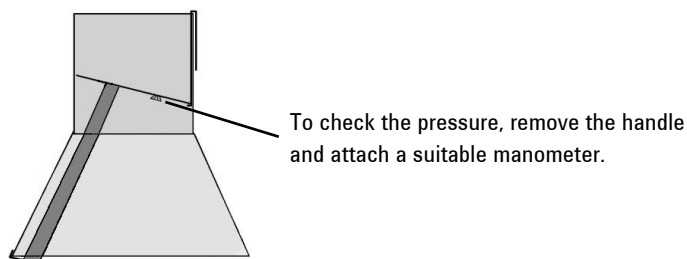 To check the pressure, remove the handle
and attach a suitable manometer.